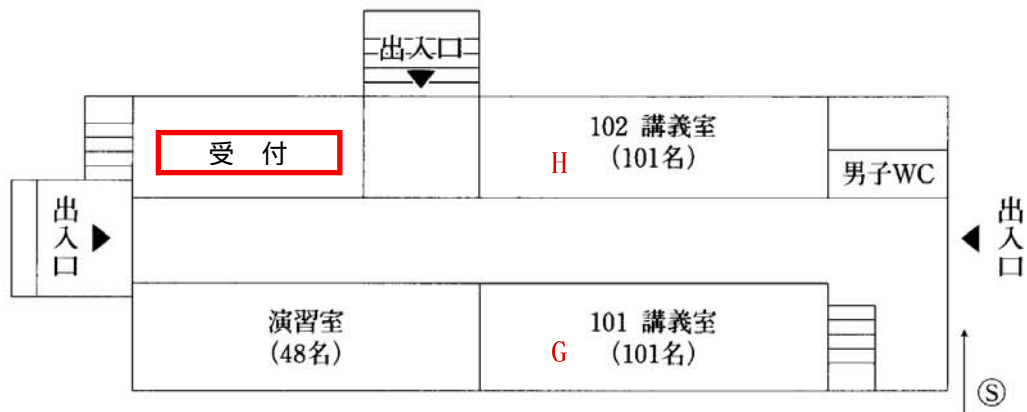 出入口
受 付
102 講義室
H (101名)
男子WC
出入口
出入口
演習室
(48名)
101 講義室
G (101名)
Ⓢ